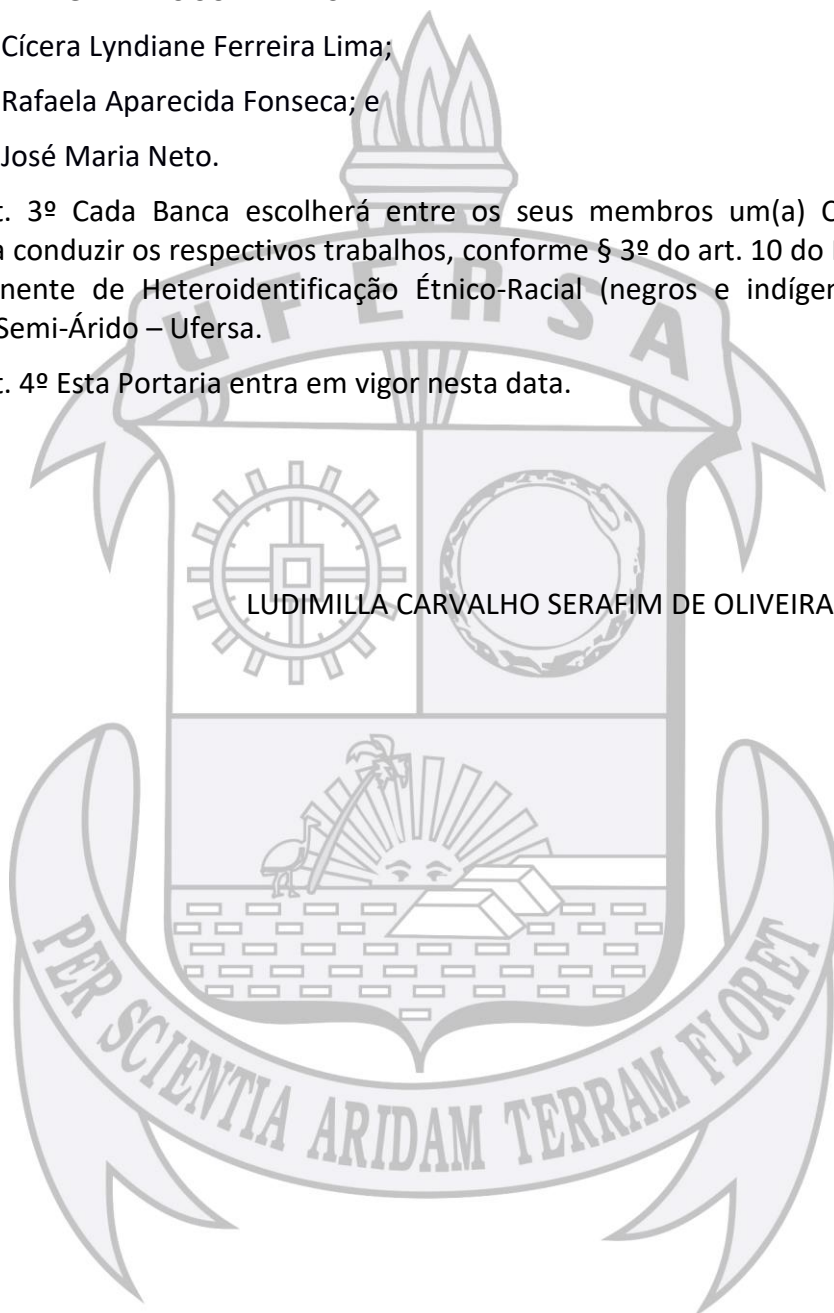 Cícera Lyndiane Ferreira Lima;
Rafaela Aparecida Fonseca; e
José Maria Neto.
t. 3º Cada Banca escolherá entre os seus membros um(a) C
a conduzir os respectivos trabalhos, conforme § 3º do art. 10 do
nente de Heteroidentificação Étnico-Racial (negros e indíge
Semi-Árido – Ufersa.
t. 4º Esta Portaria entra em vigor nesta data.
UFERSA
LUDIMILLA CARVALHO SERAFIM DE OLIVEIRA
PER SCIENTIA ARIDAM TERRAM FLORET